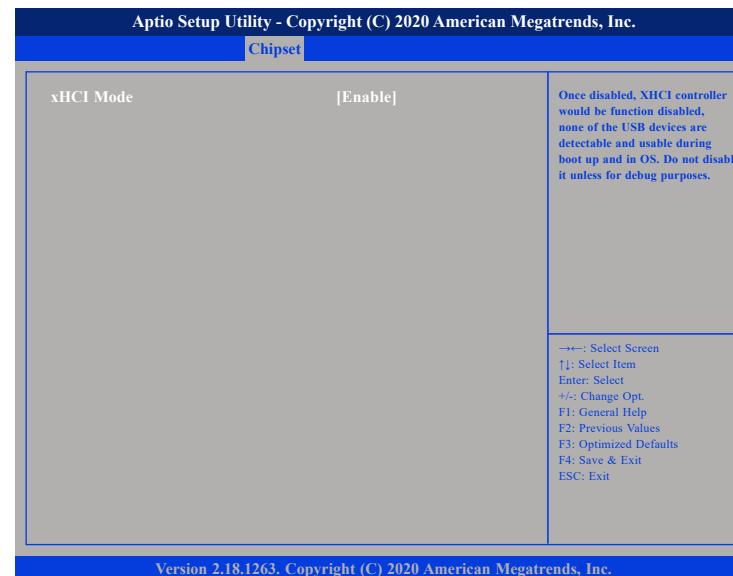 Aptio Setup Utility - Copyright (C) 2020 American Megatrends, Inc.
Chipset
xHCI Mode [Enable]
Once disabled, XHCI controller
would be function disabled,
none of the USB devices are
detectable and usable during
boot up and in OS. Do not disabl
it unless for debug purposes.
→←: Select Screen
↑↓: Select Item
Enter: Select
+/-: Change Opt.
F1: General Help
F2: Previous Values
F3: Optimized Defaults
F4: Save & Exit
ESC: Exit
Version 2.18.1263. Copyright (C) 2020 American Megatrends, Inc.